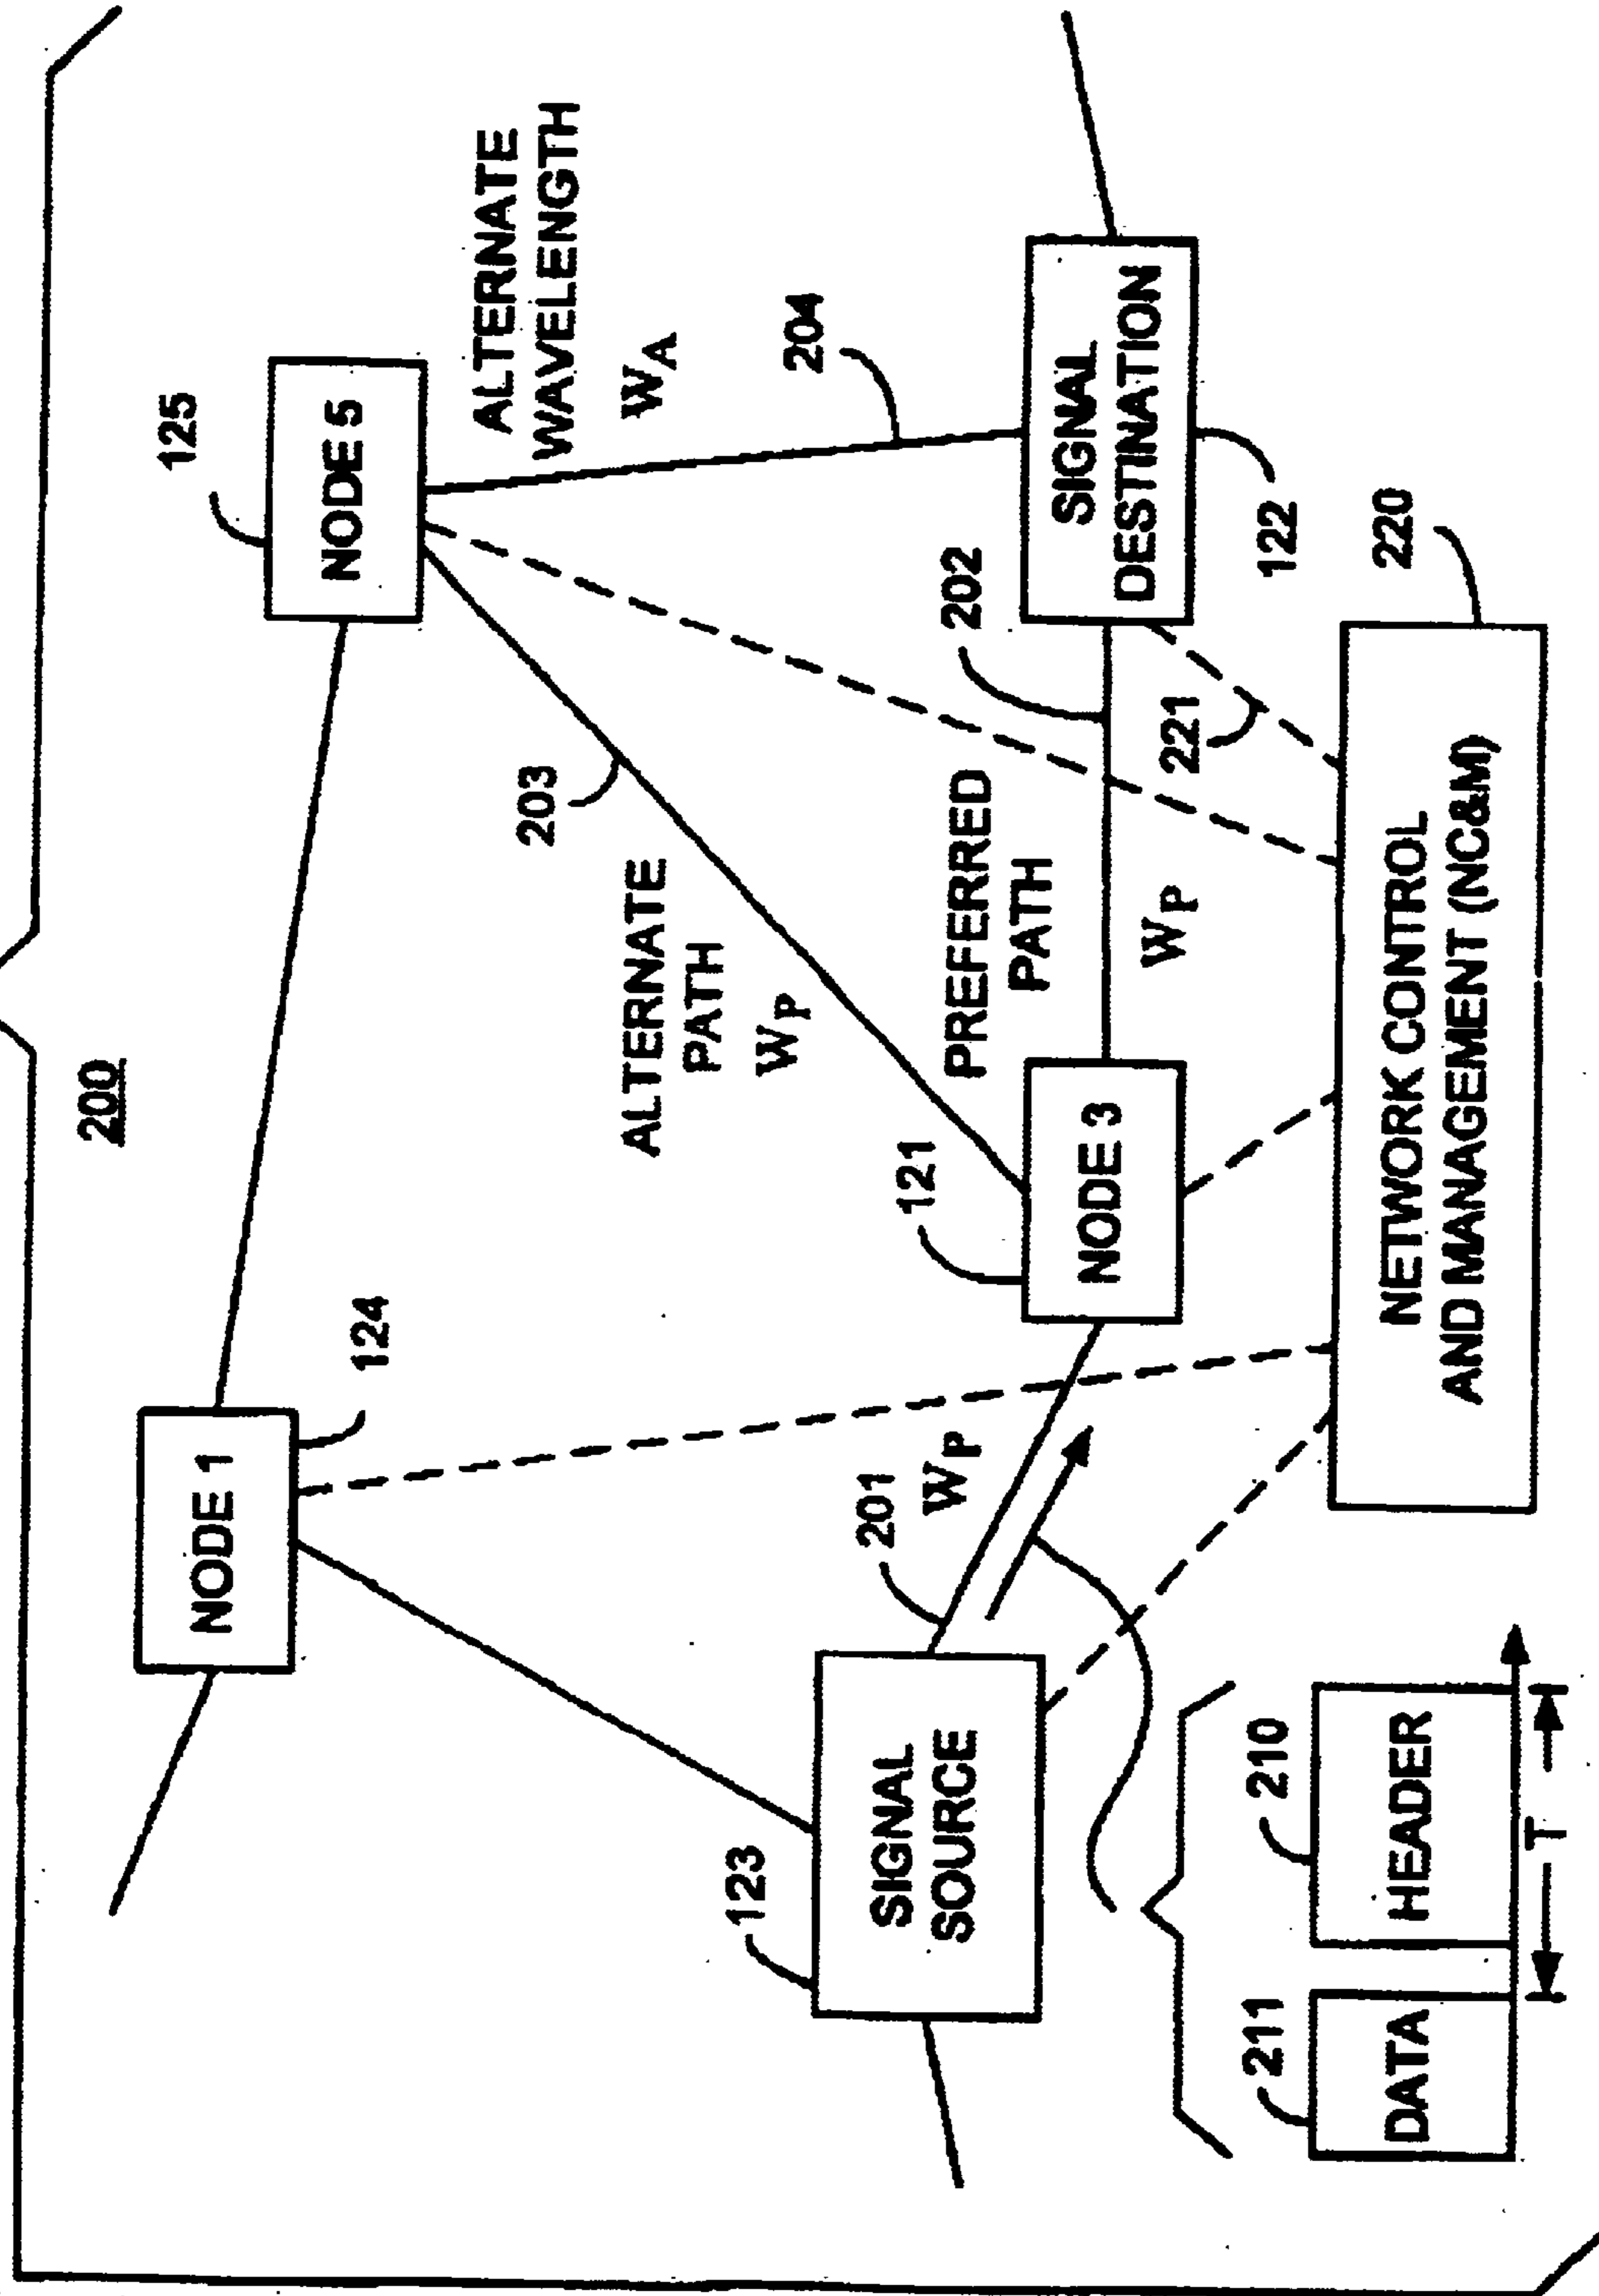 200
NODE 1
124
125
NODE 5
ALTERNATE
WAVELENGTH
WA
203
204
ALTERNATE
PATH
WP
123
SIGNAL
SOURCE
201
WP
121
NODE 3
PREFERRED
PATH
WP
202
SIGNAL
DESTINATION
122
221
220
NETWORK CONTROL
AND MANAGEMENT (NC&M)
211
DATA
210
HEADER
T